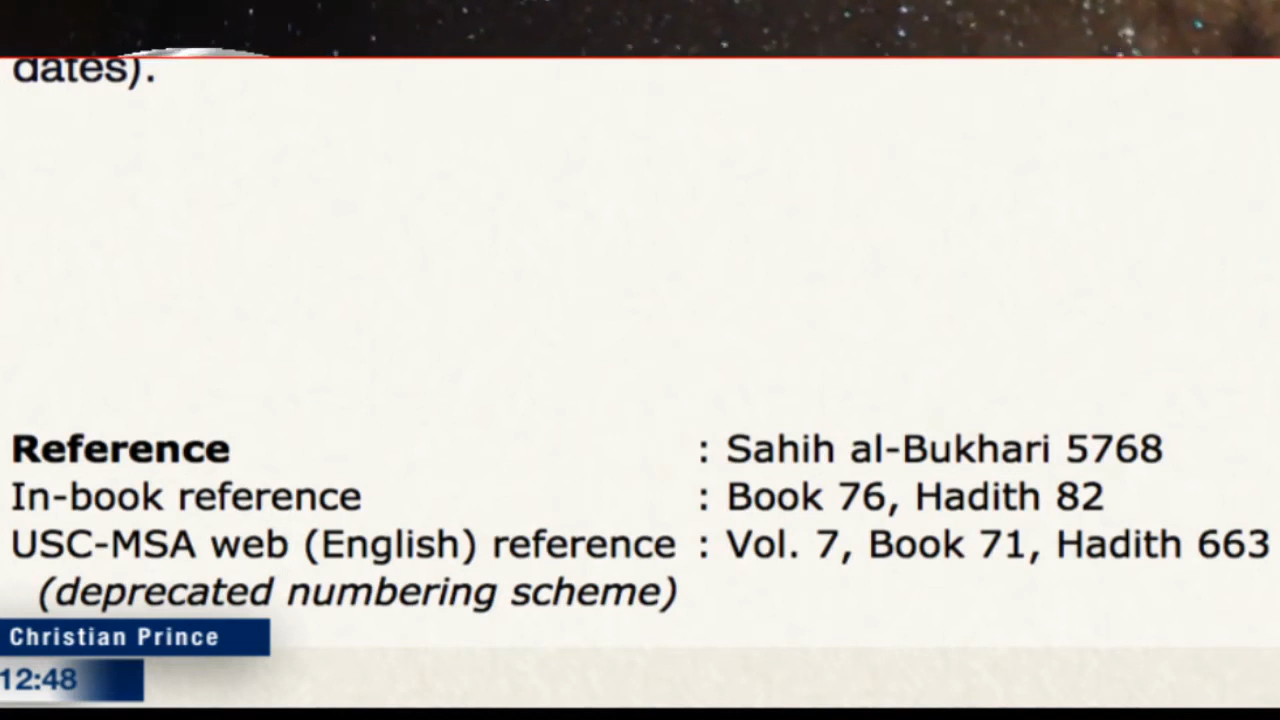 dates).
Reference : Sahih al-Bukhari 5768
In-book reference : Book 76, Hadith 82
USC-MSA web (English) reference : Vol. 7, Book 71, Hadith 663
(deprecated numbering scheme)
Christian Prince
12:48